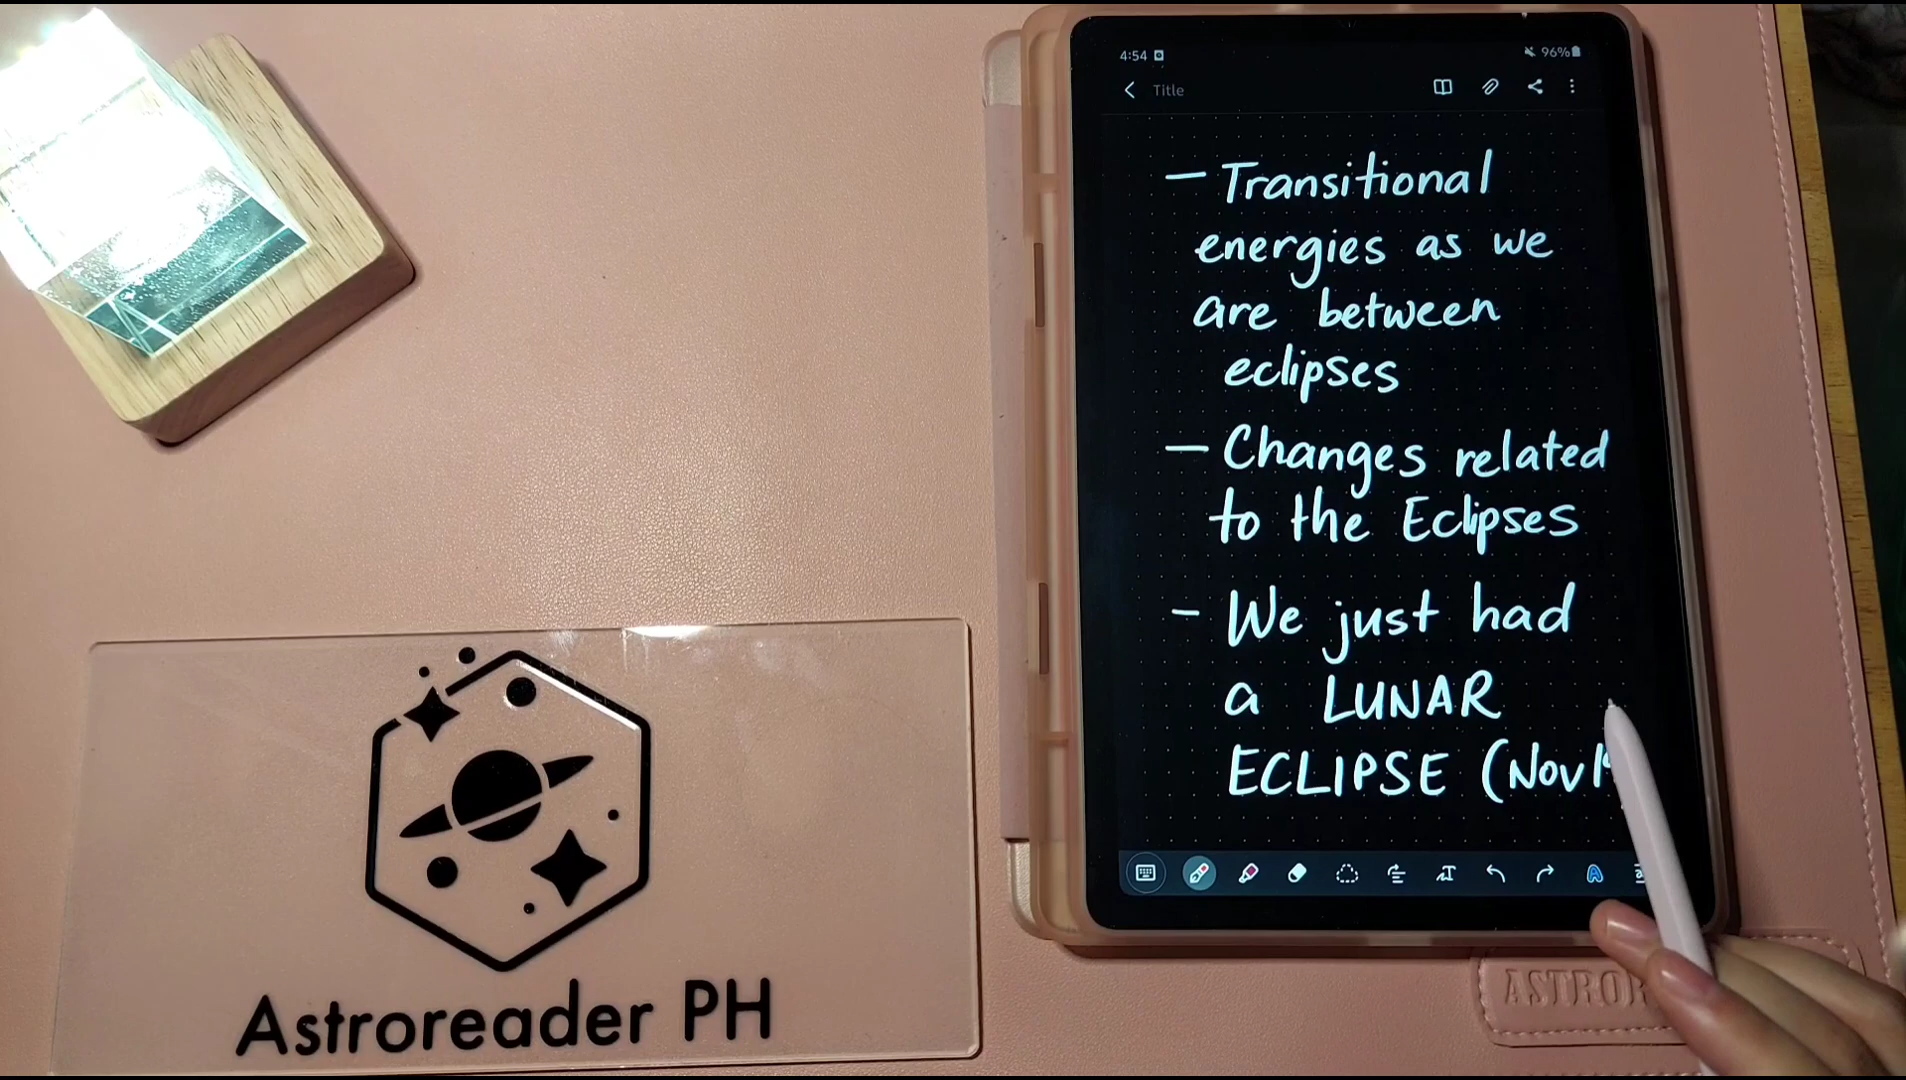 4:54
96%
Title
— Transitional
energies as we
are between
eclipses
— Changes related
to the Eclipses
- We just had
a LUNAR
ECLIPSE (Nov
Astroreader PH